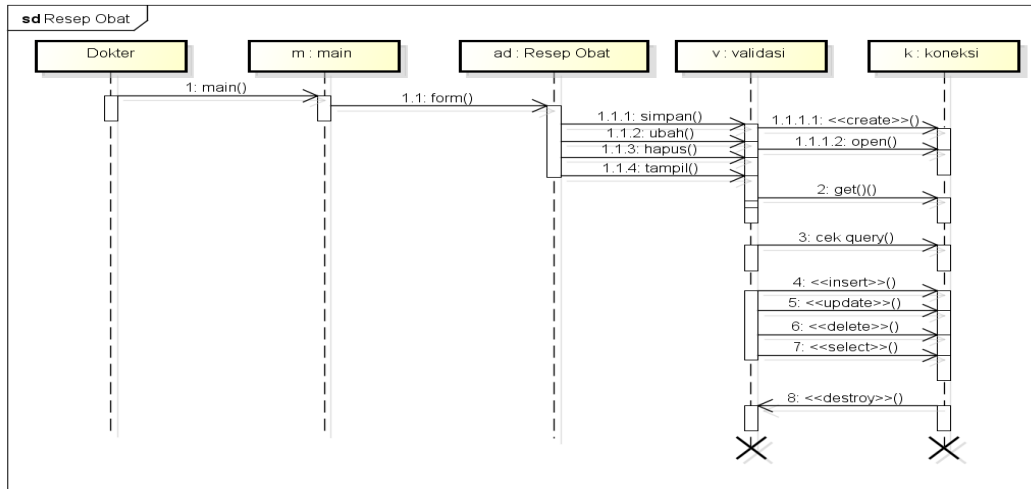 sd Resep Obat
Dokter
m : main
ad : Resep Obat
v : validasi
k : koneksi
1: main()
1.1: form()
1.1.1: simpan()
1.1.1.1: <<create>>()
1.1.2: ubah()
1.1.1.2: open()
1.1.3: hapus()
1.1.4: tampil()
2: get()()
3: cek query()
4: <<insert>>()
5: <<update>>()
6: <<delete>>()
7: <<select>>()
8: <<destroy>>()